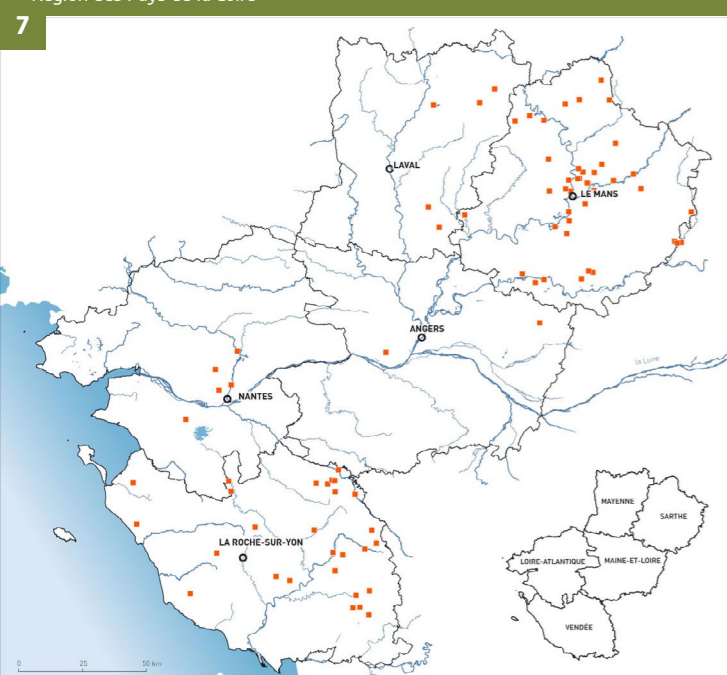 Région des Pays de la Loire
7
LAVAL
LE MANS
ANGERS
la Loire
NANTES
LA ROCHE-SUR-YON
MAYENNE
SARTHE
LOIRE-ATLANTIQUE
MAINE-ET-LOIRE
VENDÉE
0 25 50 km